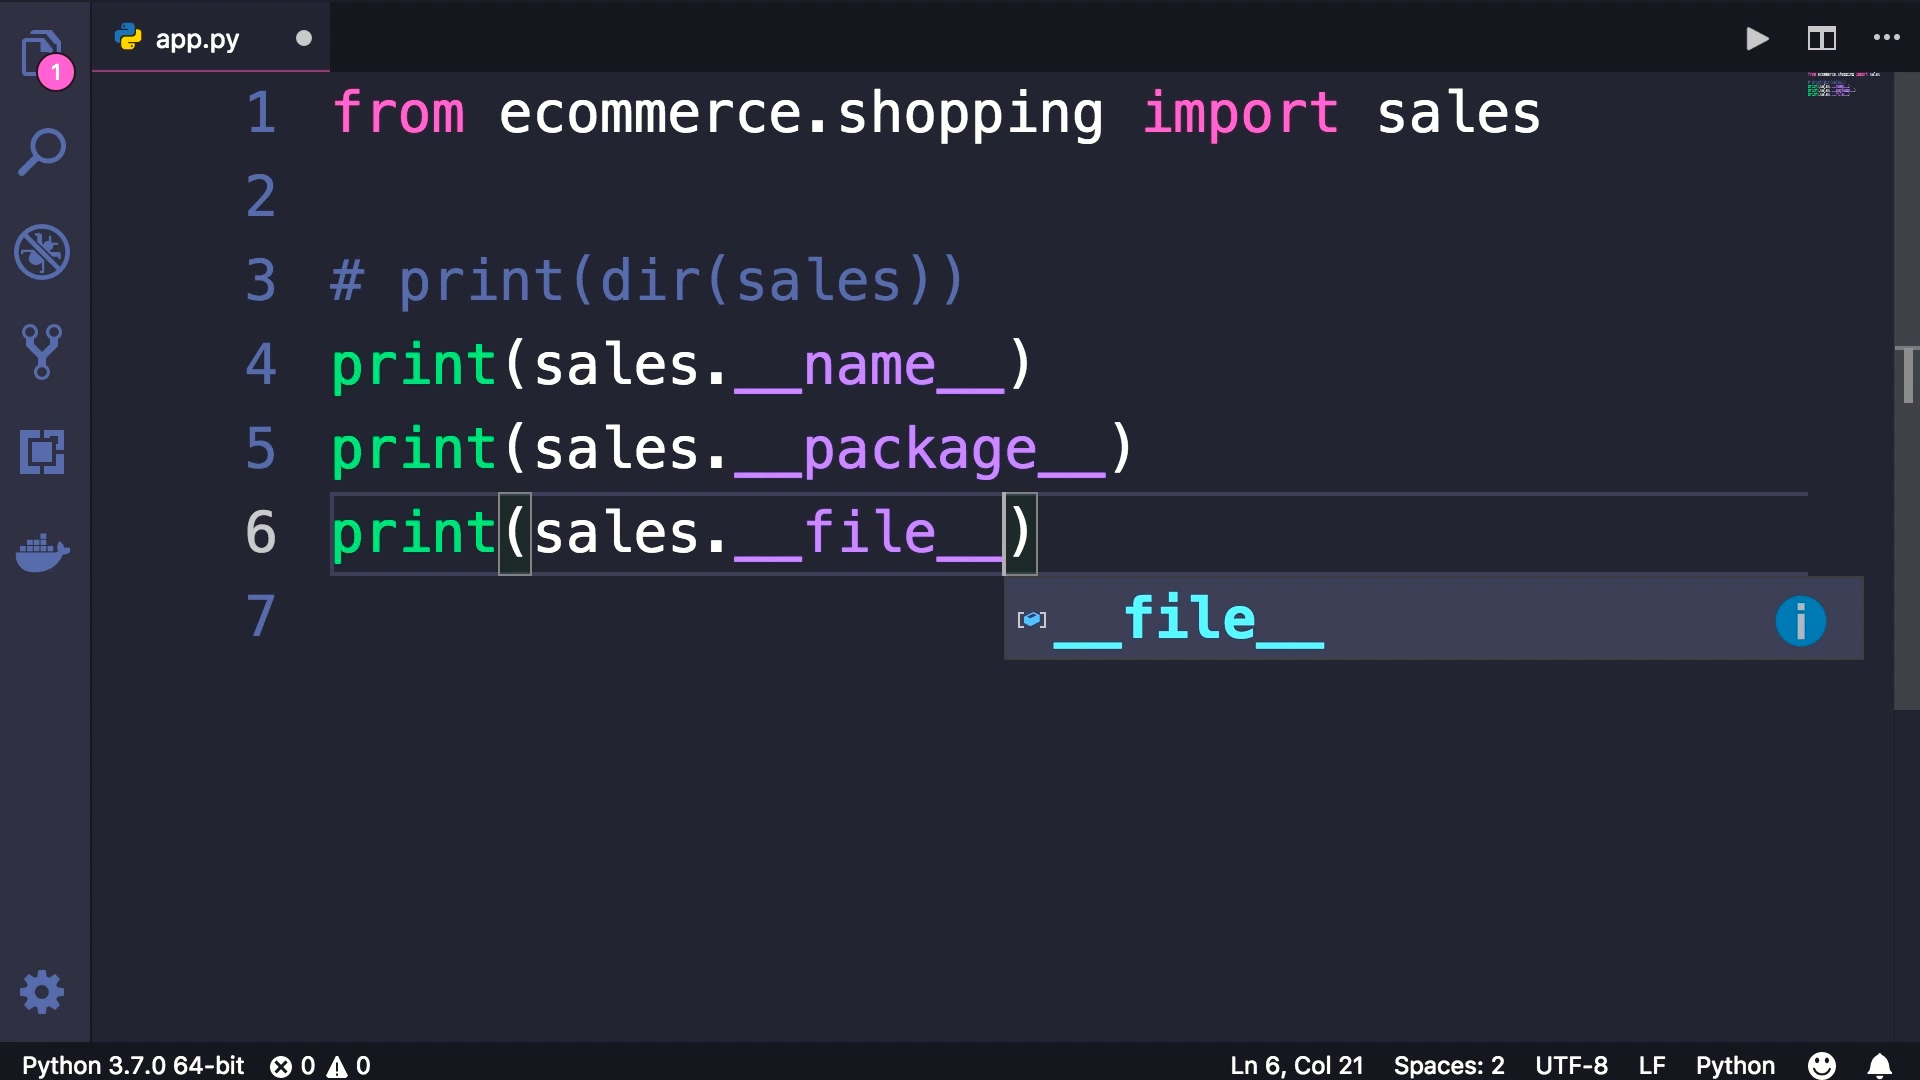 1
app.py
1 from ecommerce.shopping import sales
2
3 # print(dir(sales))
4 print(sales.__name__)
5 print(sales.__package__)
6 print(sales.__file__)
7
__file__
Python 3.7.0 64-bit 0 0 Ln 6, Col 21 Spaces: 2 UTF-8 LF Python